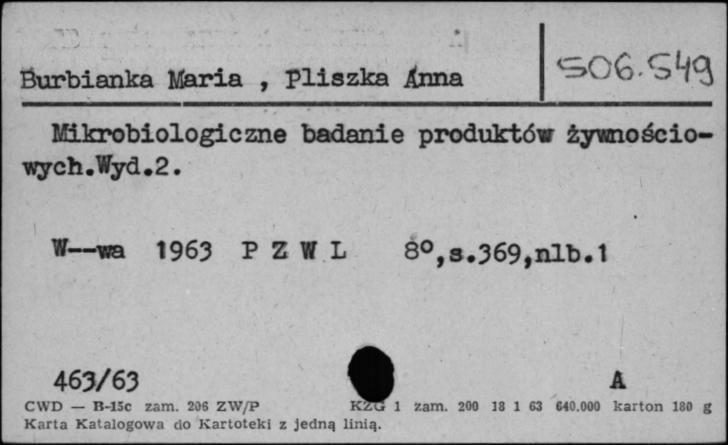 506.549
Burbianka Maria , Pliszka Anna
Mikrobiologiczne badanie produktów żywnościo-
wych.Wyd.2.
W--wa 1963 P Z W L 8°,s.369,nlb.1
463/63 A
CWD — B-15c zam. 206 ZW/P KZG 1 zam. 200 18 1 63 640.000 karton 180 g
Karta Katalogowa do Kartoteki z jedną linią.